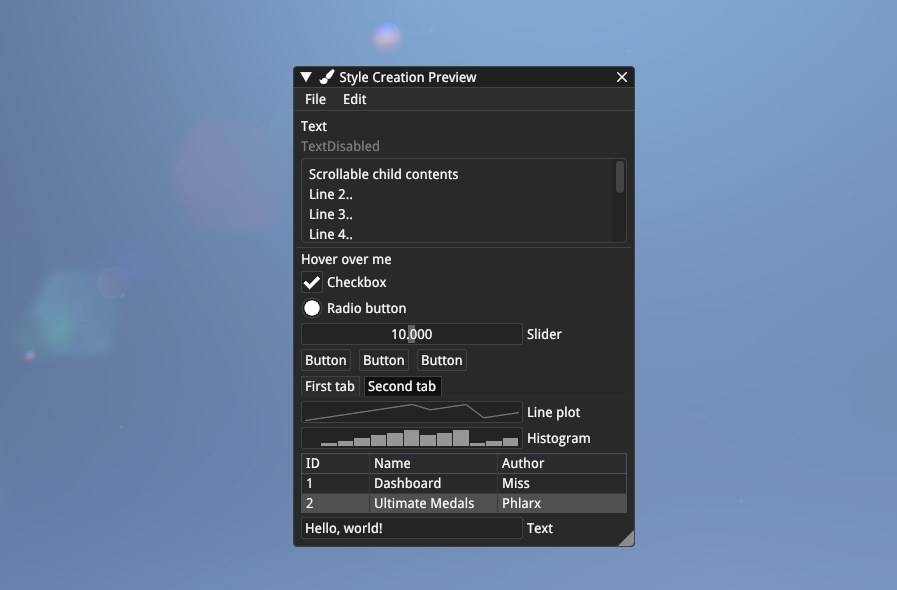 Style Creation Preview
File Edit
Text
TextDisabled
Scrollable child contents
Line 2..
Line 3..
Line 4..
Hover over me
Checkbox
Radio button
10.000 Slider
Button Button Button
First tab Second tab
Line plot
Histogram
ID Name Author
1 Dashboard Miss
2 Ultimate Medals Phlarx
Hello, world! Text